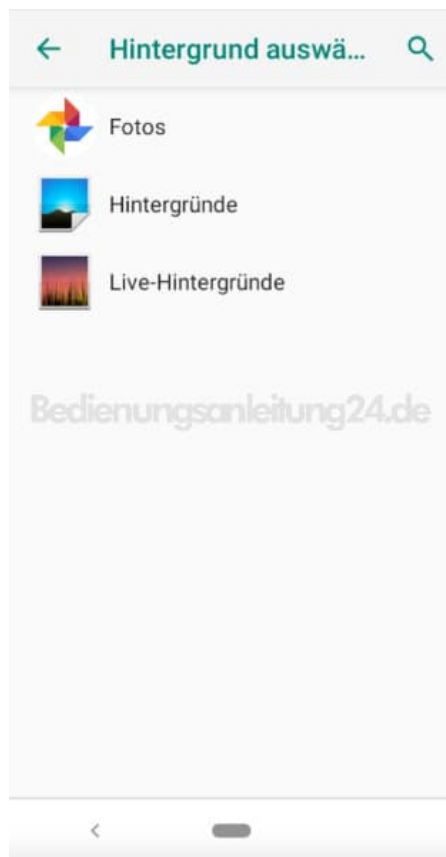 Hintergrund auswä...
Fotos
Hintergründe
Live-Hintergründe
Bedienungsanleitung24.de